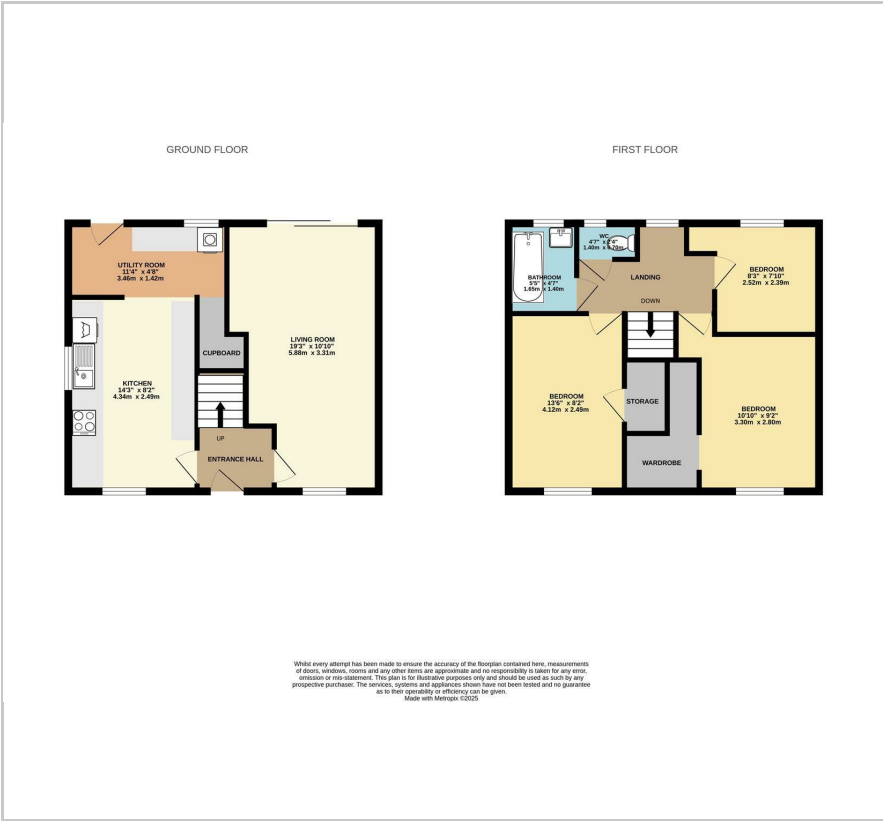 GROUND FLOOR
UTILITY ROOM
11'4" x 4'8"
3.46m x 1.42m
KITCHEN
14'3" x 8'2"
4.34m x 2.49m
CUPBOARD
LIVING ROOM
19'3" x 10'10"
5.88m x 3.31m
UP
ENTRANCE HALL
FIRST FLOOR
WC
4'7" x 2'4"
1.40m x 0.70m
BATHROOM
5'5" x 4'7"
1.65m x 1.40m
LANDING
DOWN
BEDROOM
8'3" x 7'10"
2.52m x 2.39m
BEDROOM
13'6" x 8'2"
4.12m x 2.49m
STORAGE
WARDROBE
BEDROOM
10'10" x 9'2"
3.30m x 2.80m
Whilst every attempt has been made to ensure the accuracy of the floorplan contained here, measurements
of doors, windows, rooms and any other items are approximate and no responsibility is taken for any error,
omission or mis-statement. This plan is for illustrative purposes only and should be used as such by any
prospective purchaser. The services, systems and appliances shown have not been tested and no guarantee
as to their operability or efficiency can be given.
Made with Metropix ©2025